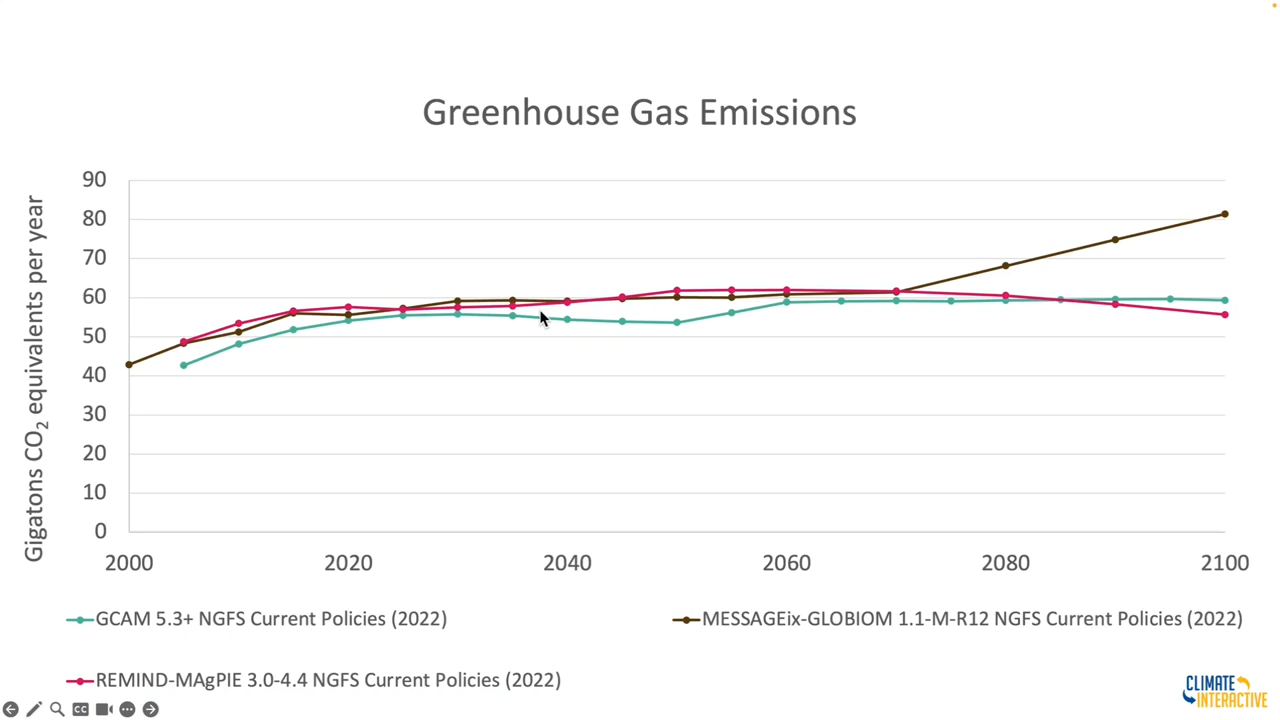 Greenhouse Gas Emissions
Gigatons CO₂ equivalents per year
90
80
70
60
50
40
30
20
10
0
2000 2020 2040 2060 2080 2100
GCAM 5.3+ NGFS Current Policies (2022)
MESSAGEix-GLOBIOM 1.1-M-R12 NGFS Current Policies (2022)
REMIND-MAgPIE 3.0-4.4 NGFS Current Policies (2022)
CC
CLIMATE
INTERACTIVE